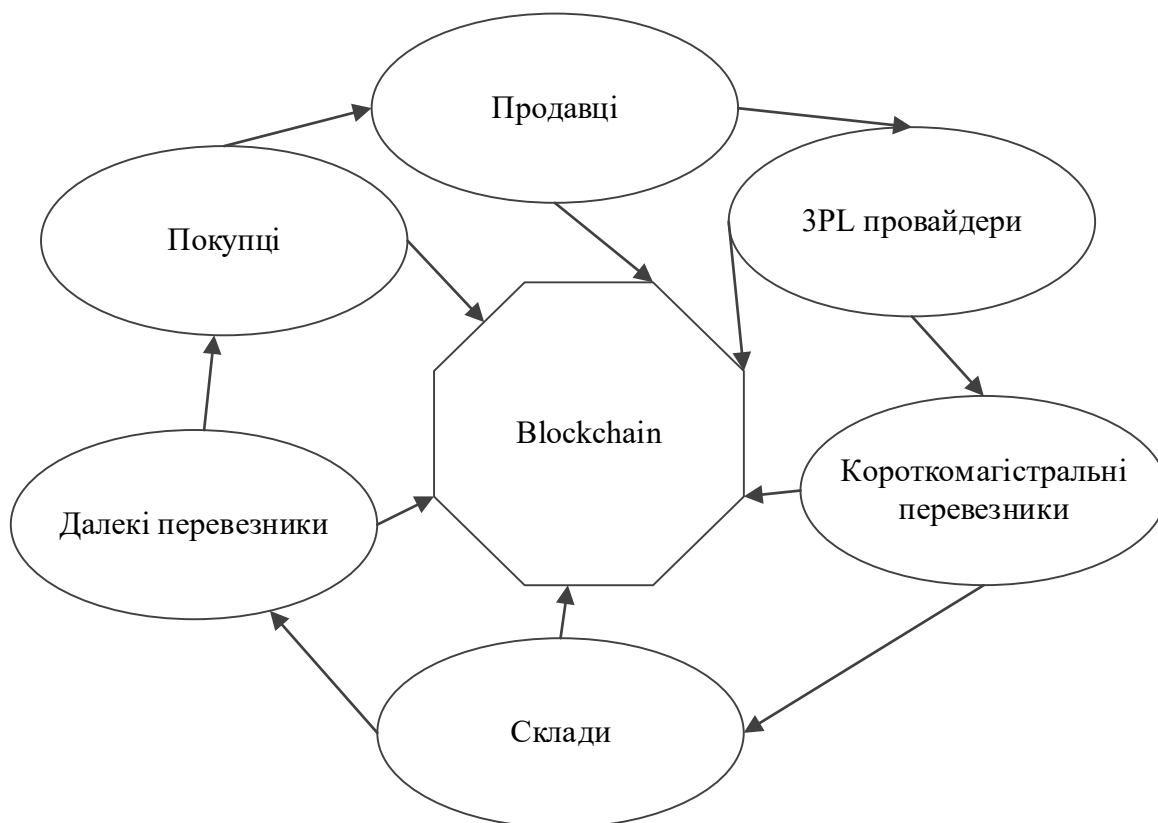 Продавці
3PL провайдери
Покупці
Blockchain
Короткомагістральні
перевезники
Далекі перевезники
Склади